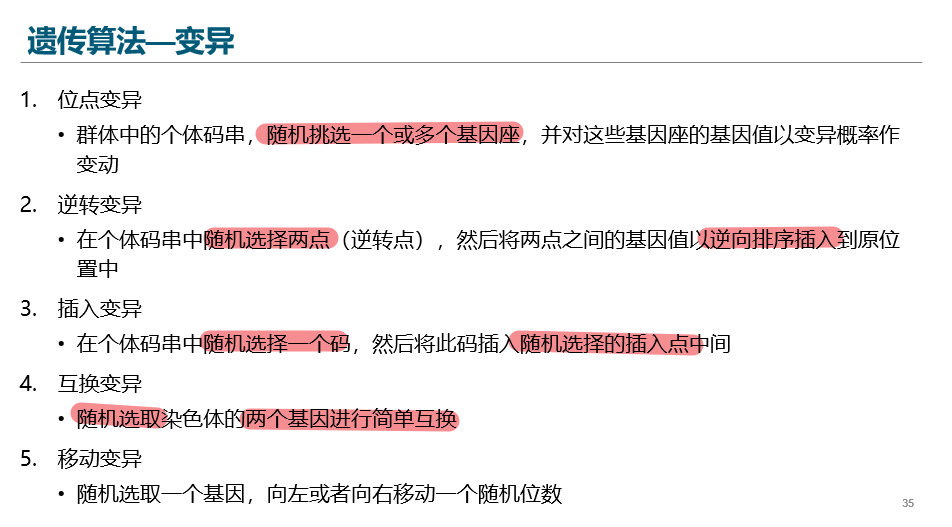 遗传算法—变异
1. 位点变异
• 群体中的个体码串，随机挑选一个或多个基因座，并对这些基因座的基因值以变异概率作
变动
2. 逆转变异
• 在个体码串中随机选择两点（逆转点），然后将两点之间的基因值以逆向排序插入到原位
置中
3. 插入变异
• 在个体码串中随机选择一个码，然后将此码插入随机选择的插入点中间
4. 互换变异
• 随机选取染色体的两个基因进行简单互换
5. 移动变异
• 随机选取一个基因，向左或者向右移动一个随机位数
35